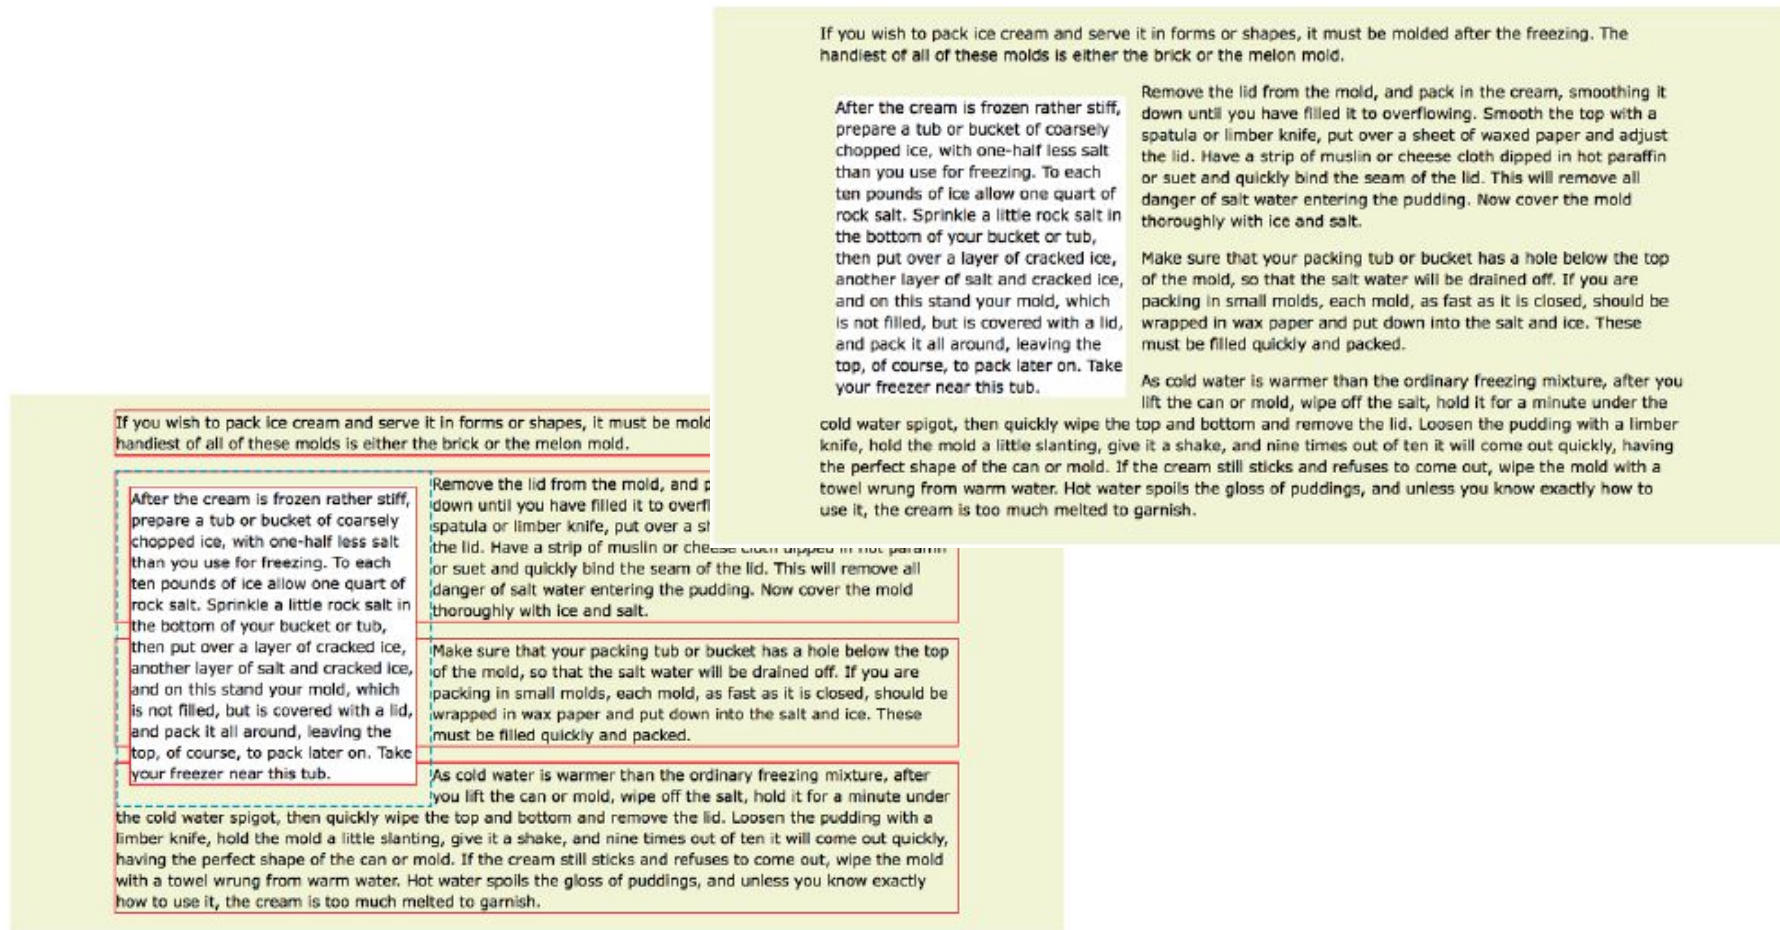 If you wish to pack ice cream and serve it in forms or shapes, it must be molded after the freezing. The
handiest of all of these molds is either the brick or the melon mold.
After the cream is frozen rather stiff,
prepare a tub or bucket of coarsely
chopped ice, with one-half less salt
than you use for freezing. To each
ten pounds of ice allow one quart of
rock salt. Sprinkle a little rock salt in
the bottom of your bucket or tub,
then put over a layer of cracked ice,
another layer of salt and cracked ice,
and on this stand your mold, which
is not filled, but is covered with a lid,
and pack it all around, leaving the
top, of course, to pack later on. Take
your freezer near this tub.
Remove the lid from the mold, and pack in the cream, smoothing it
down until you have filled it to overflowing. Smooth the top with a
spatula or limber knife, put over a sheet of waxed paper and adjust
the lid. Have a strip of muslin or cheese cloth dipped in hot paraffin
or suet and quickly bind the seam of the lid. This will remove all
danger of salt water entering the pudding. Now cover the mold
thoroughly with ice and salt.
Make sure that your packing tub or bucket has a hole below the top
of the mold, so that the salt water will be drained off. If you are
packing in small molds, each mold, as fast as it is closed, should be
wrapped in wax paper and put down into the salt and ice. These
must be filled quickly and packed.
As cold water is warmer than the ordinary freezing mixture, after you
lift the can or mold, wipe off the salt, hold it for a minute under the
cold water spigot, then quickly wipe the top and bottom and remove the lid. Loosen the pudding with a limber
knife, hold the mold a little slanting, give it a shake, and nine times out of ten it will come out quickly, having
the perfect shape of the can or mold. If the cream still sticks and refuses to come out, wipe the mold with a
towel wrung from warm water. Hot water spoils the gloss of puddings, and unless you know exactly how to
use it, the cream is too much melted to garnish.
If you wish to pack ice cream and serve it in forms or shapes, it must be
handiest of all of these molds is either the brick or the melon mold.
After the cream is frozen rather stiff,
prepare a tub or bucket of coarsely
chopped ice, with one-half less salt
than you use for freezing. To each
ten pounds of ice allow one quart of
rock salt. Sprinkle a little rock salt in
the bottom of your bucket or tub,
then put over a layer of cracked ice,
another layer of salt and cracked ice,
and on this stand your mold, which
is not filled, but is covered with a lid,
and pack it all around, leaving the
top, of course, to pack later on. Take
your freezer near this tub.
Remove the lid from the mold, and
down until you have filled it to
spatula or limber knife, put over a
the lid. Have a strip of muslin or cheese cloth dipped in hot paraffin
or suet and quickly bind the seam of the lid. This will remove all
danger of salt water entering the pudding. Now cover the mold
thoroughly with ice and salt.
Make sure that your packing tub or bucket has a hole below the top
of the mold, so that the salt water will be drained off. If you are
packing in small molds, each mold, as fast as it is closed, should be
wrapped in wax paper and put down into the salt and ice. These
must be filled quickly and packed.
As cold water is warmer than the ordinary freezing mixture, after
you lift the can or mold, wipe off the salt, hold it for a minute under
the cold water spigot, then quickly wipe the top and bottom and remove the lid. Loosen the pudding with a
limber knife, hold the mold a little slanting, give it a shake, and nine times out of ten it will come out quickly,
having the perfect shape of the can or mold. If the cream still sticks and refuses to come out, wipe the mold
with a towel wrung from warm water. Hot water spoils the gloss of puddings, and unless you know exactly
how to use it, the cream is too much melted to garnish.